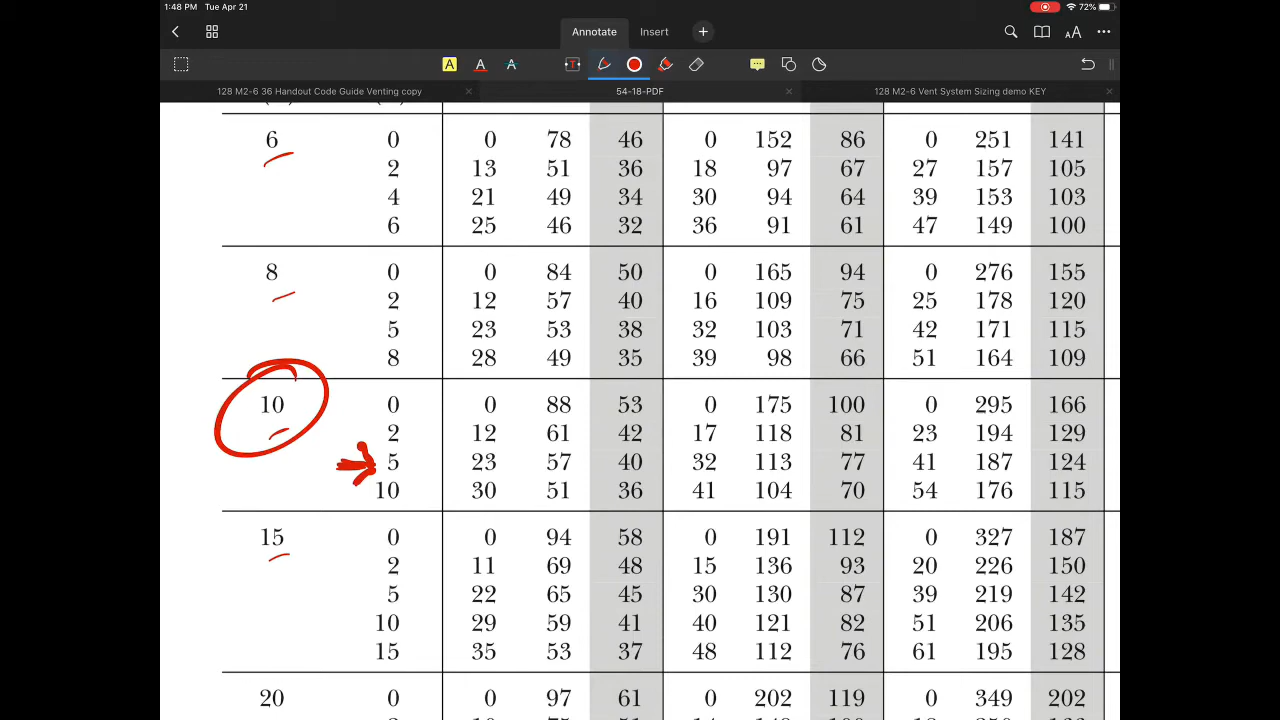 1:48 PM Tue Apr 21 72%
Annotate Insert
A A A T AA
128 M2-6 36 Handout Code Guide Venting copy 54-18-PDF 128 M2-6 Vent System Sizing demo KEY
6 0 0 78 46 0 152 86 0 251 141
2 13 51 36 18 97 67 27 157 105
4 21 49 34 30 94 64 39 153 103
6 25 46 32 36 91 61 47 149 100
8 0 0 84 50 0 165 94 0 276 155
2 12 57 40 16 109 75 25 178 120
5 23 53 38 32 103 71 42 171 115
8 28 49 35 39 98 66 51 164 109
10 0 0 88 53 0 175 100 0 295 166
2 12 61 42 17 118 81 23 194 129
5 23 57 40 32 113 77 41 187 124
10 30 51 36 41 104 70 54 176 115
15 0 0 94 58 0 191 112 0 327 187
2 11 69 48 15 136 93 20 226 150
5 22 65 45 30 130 87 39 219 142
10 29 59 41 40 121 82 51 206 135
15 35 53 37 48 112 76 61 195 128
20 0 0 97 61 0 202 119 0 349 202